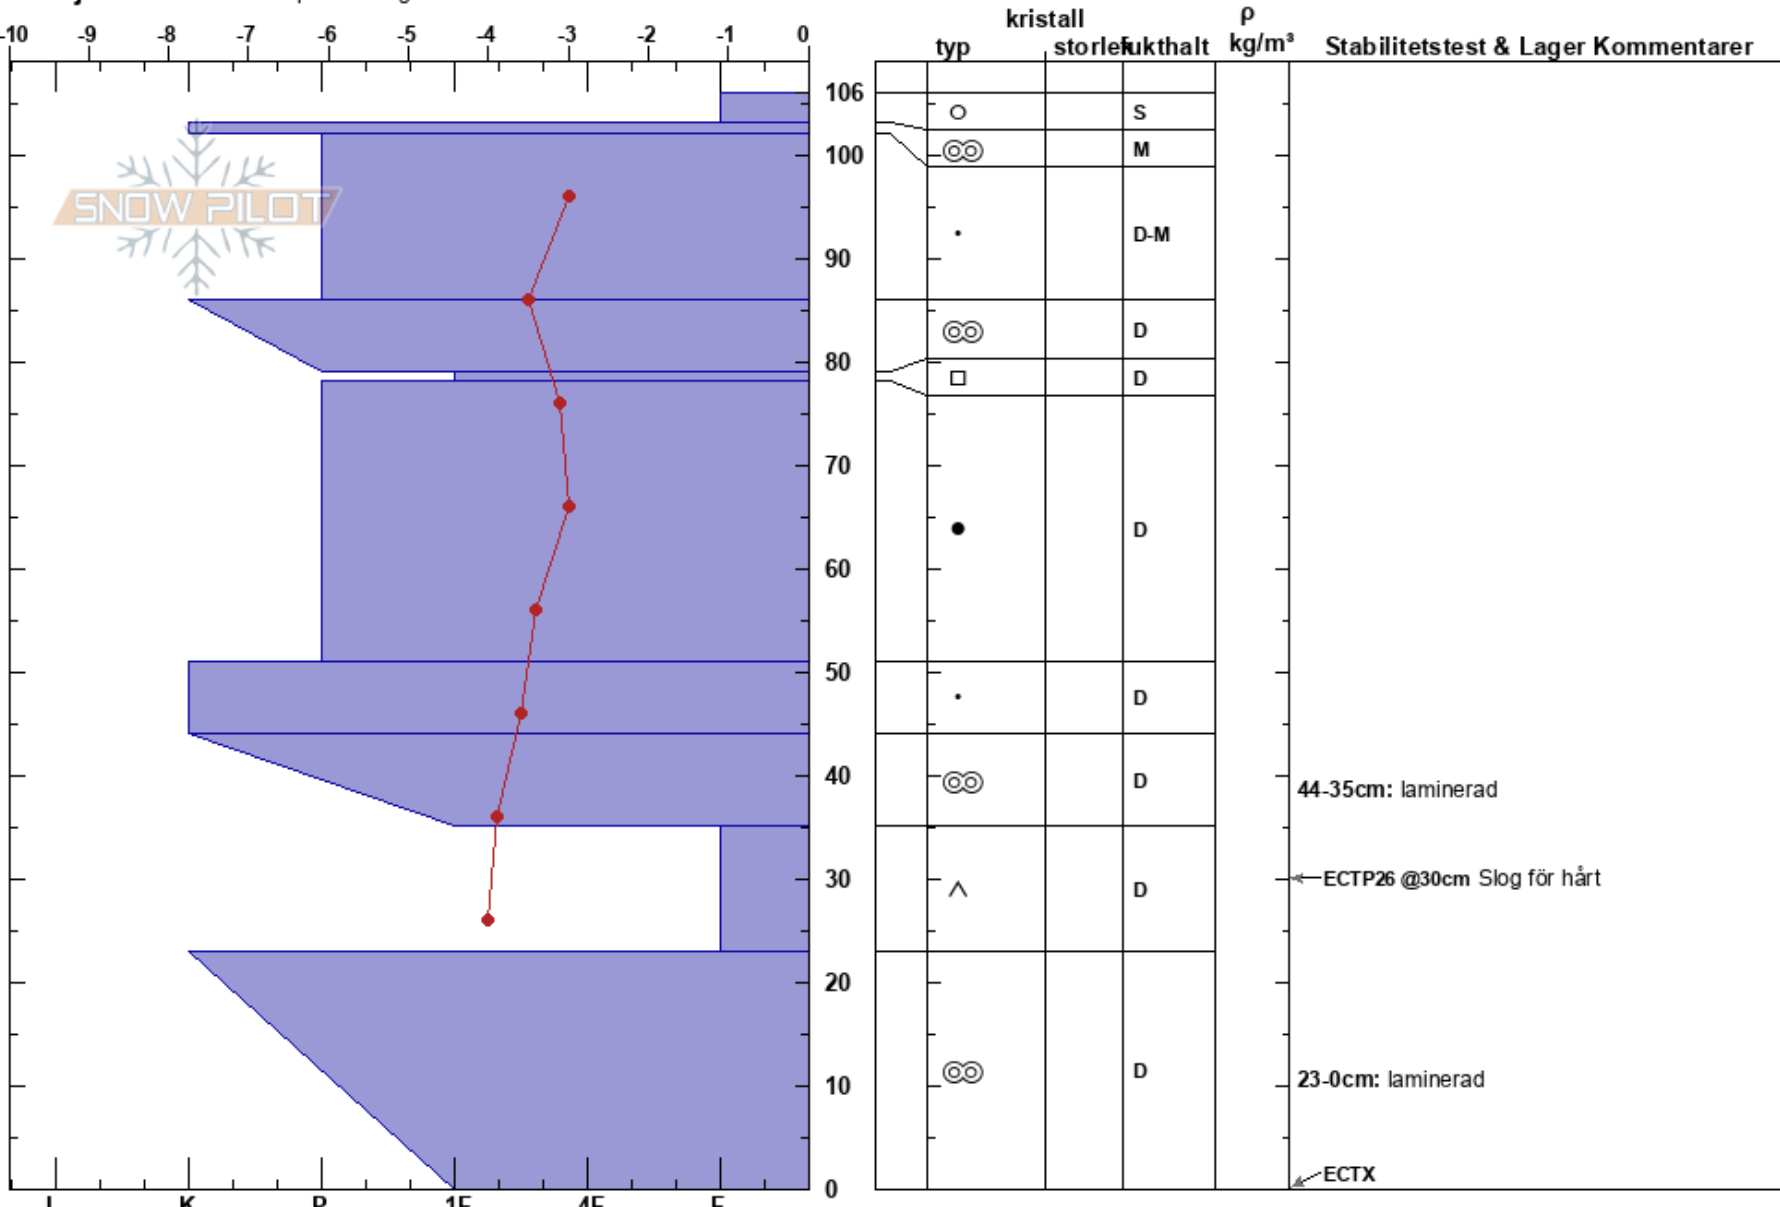 -10 -9 -8 -7 -6 -5 -4 -3 -2 -1 0
kristall
ρ
typ storlek fukthalt kg/m³ Stabilitetstest & Lager Kommentarer
106
S
100
M
SNOW PILOT
D-M
90
D
80
D
70
D
60
50
D
40
D
44-35cm: laminerad
30
ECTP26 @30cm Slog för hårt
D
20
D
10
23-0cm: laminerad
ECTX
0
K P 1F 4F F